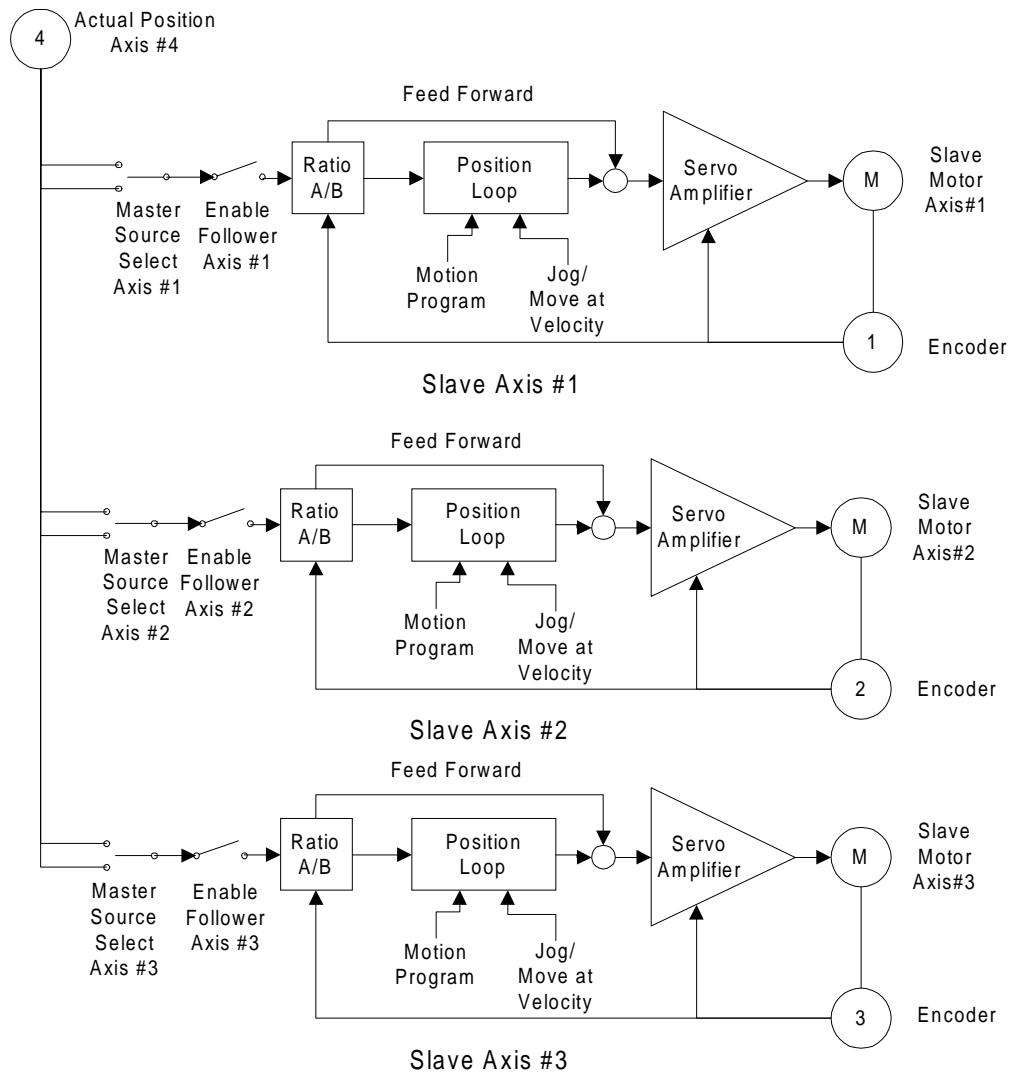 4
Actual Position
Axis #4
Feed Forward
Ratio
A/B
Position
Loop
Servo
Amplifier
M
Slave
Motor
Axis#1
Master
Source
Select
Axis #1
Enable
Follower
Axis #1
Motion
Program
Jog/
Move at
Velocity
1
Encoder
Slave Axis #1
Feed Forward
Ratio
A/B
Position
Loop
Servo
Amplifier
M
Slave
Motor
Axis#2
Master
Source
Select
Axis #2
Enable
Follower
Axis #2
Motion
Program
Jog/
Move at
Velocity
2
Encoder
Slave Axis #2
Feed Forward
Ratio
A/B
Position
Loop
Servo
Amplifier
M
Slave
Motor
Axis#3
Master
Source
Select
Axis #3
Enable
Follower
Axis #3
Motion
Program
Jog/
Move at
Velocity
3
Encoder
Slave Axis #3